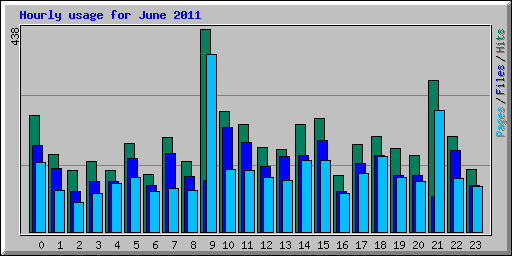 Hourly usage for June 2011
438
Pages/Files/Hits
0 1 2 3 4 5 6 7 8 9 10 11 12 13 14 15 16 17 18 19 20 21 22 23